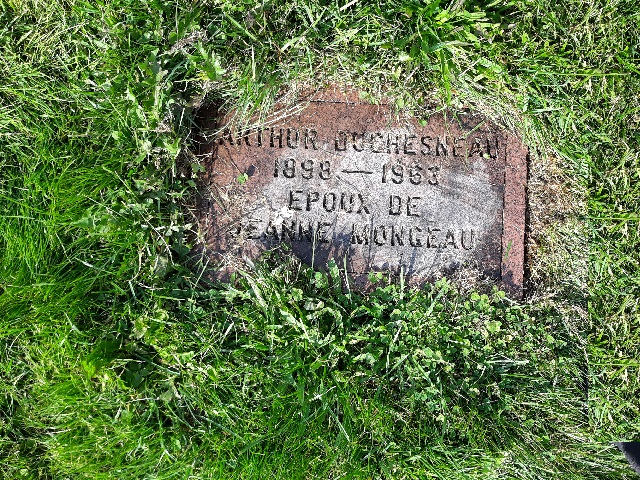 ARTHUR DUCHESNEAU
1898 — 1963
EPOUX DE
JEANNE MONGEAU